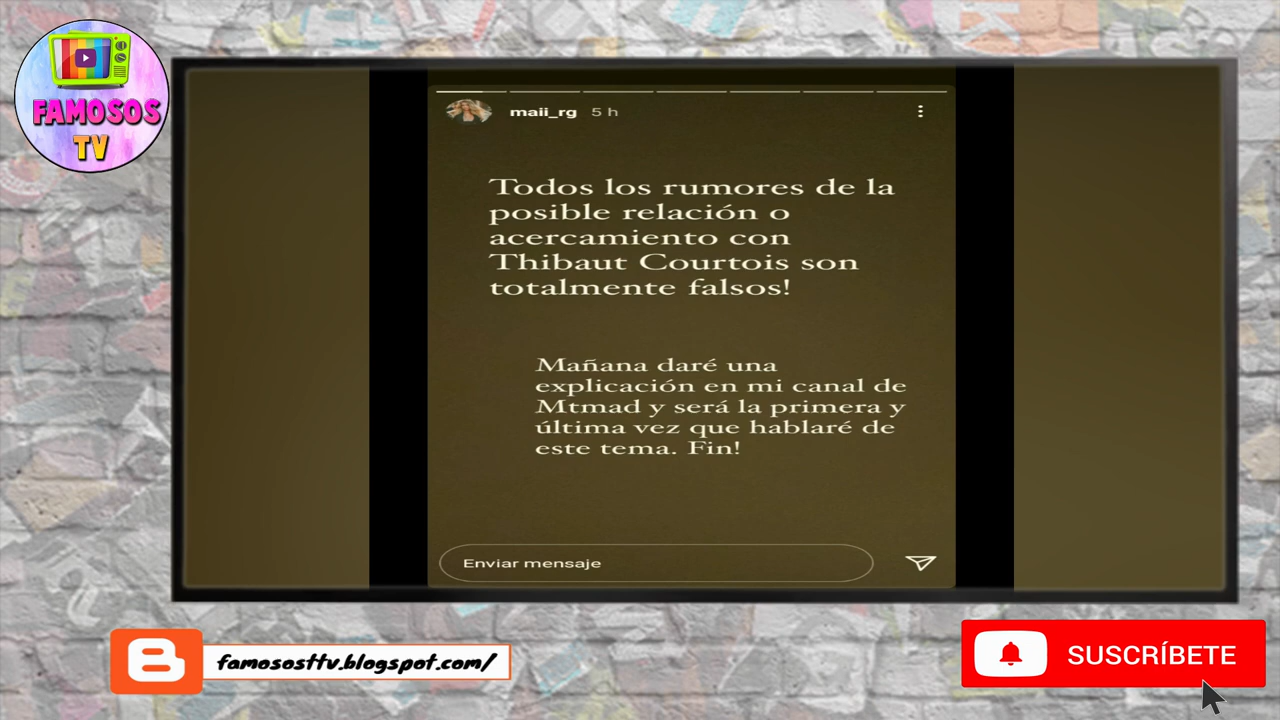 FAMOSOS
TV
maii_rg 5 h
Todos los rumores de la
posible relación o
acercamiento con
Thibaut Courtois son
totalmente falsos!
Mañana daré una
explicación en mi canal de
Mtmad y será la primera y
última vez que hablaré de
este tema. Fin!
Enviar mensaje
famososttv.blogspot.com/
SUSCRÍBETE